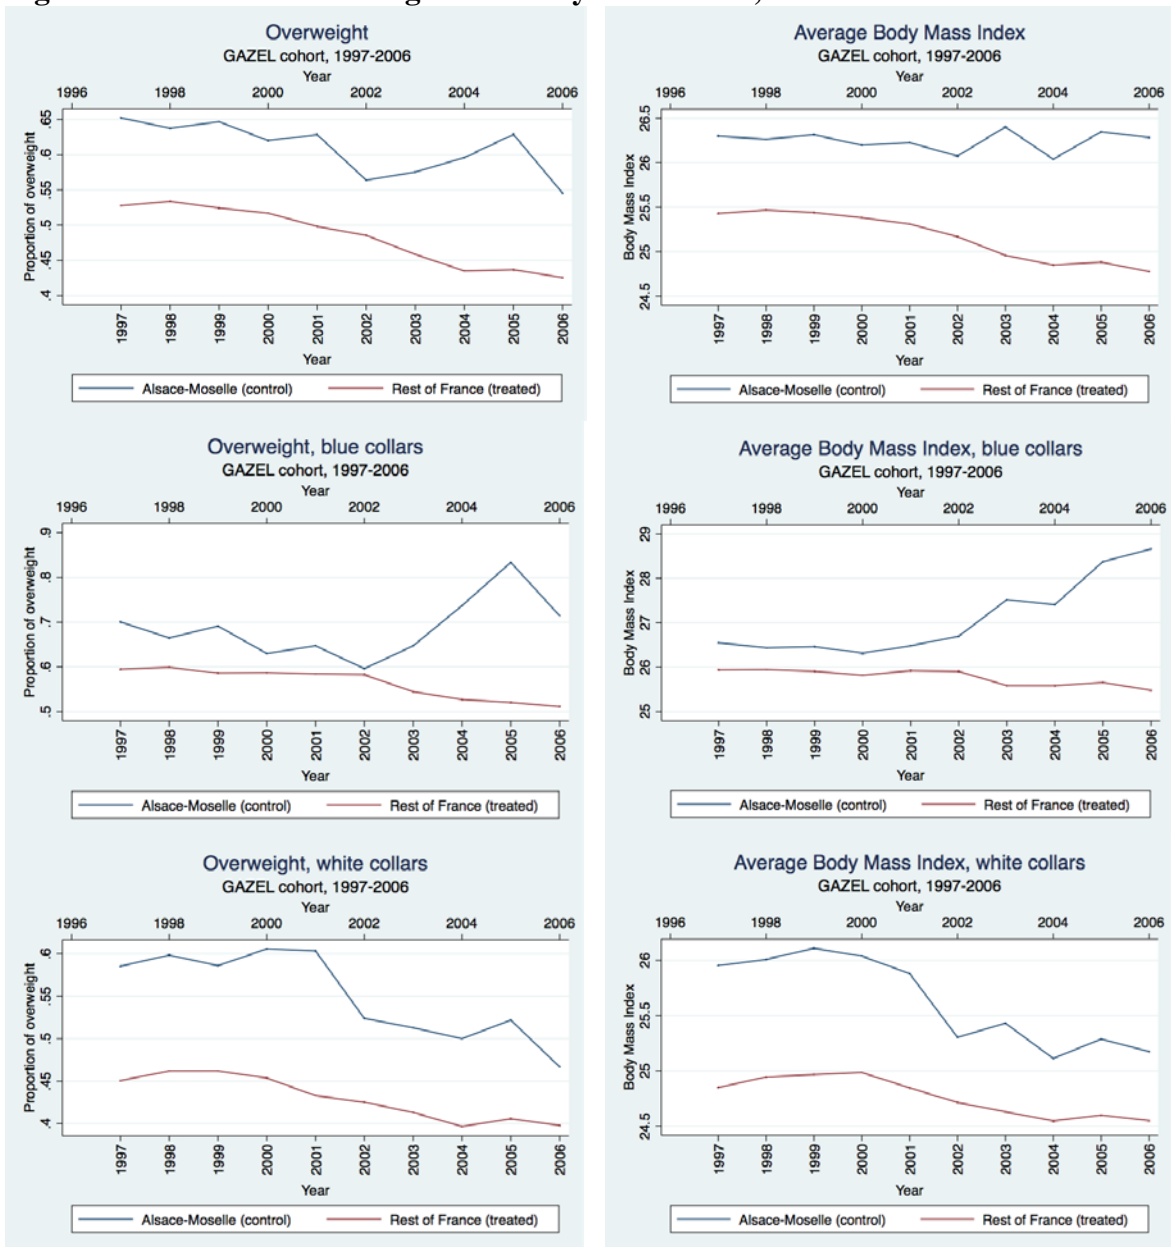 Overweight
GAZEL cohort, 1997-2006
Year
1996 1998 2000 2002 2004 2006
Proportion of overweight
.65
.6
.55
.5
.45
.4
1997 1998 1999 2000 2001 2002 2003 2004 2005 2006
Year
Alsace-Moselle (control) Rest of France (treated)
Average Body Mass Index
GAZEL cohort, 1997-2006
Year
1996 1998 2000 2002 2004 2006
Body Mass Index
26.5
26
25.5
25
24.5
1997 1998 1999 2000 2001 2002 2003 2004 2005 2006
Year
Alsace-Moselle (control) Rest of France (treated)
Overweight, blue collars
GAZEL cohort, 1997-2006
Year
1996 1998 2000 2002 2004 2006
Proportion of overweight
.9
.8
.7
.6
.5
1997 1998 1999 2000 2001 2002 2003 2004 2005 2006
Year
Alsace-Moselle (control) Rest of France (treated)
Average Body Mass Index, blue collars
GAZEL cohort, 1997-2006
Year
1996 1998 2000 2002 2004 2006
Body Mass Index
29
28
27
26
25
1997 1998 1999 2000 2001 2002 2003 2004 2005 2006
Year
Alsace-Moselle (control) Rest of France (treated)
Overweight, white collars
GAZEL cohort, 1997-2006
Year
1996 1998 2000 2002 2004 2006
Proportion of overweight
.6
.55
.5
.45
.4
1997 1998 1999 2000 2001 2002 2003 2004 2005 2006
Year
Alsace-Moselle (control) Rest of France (treated)
Average Body Mass Index, white collars
GAZEL cohort, 1997-2006
Year
1996 1998 2000 2002 2004 2006
Body Mass Index
26
25.5
25
24.5
1997 1998 1999 2000 2001 2002 2003 2004 2005 2006
Year
Alsace-Moselle (control) Rest of France (treated)